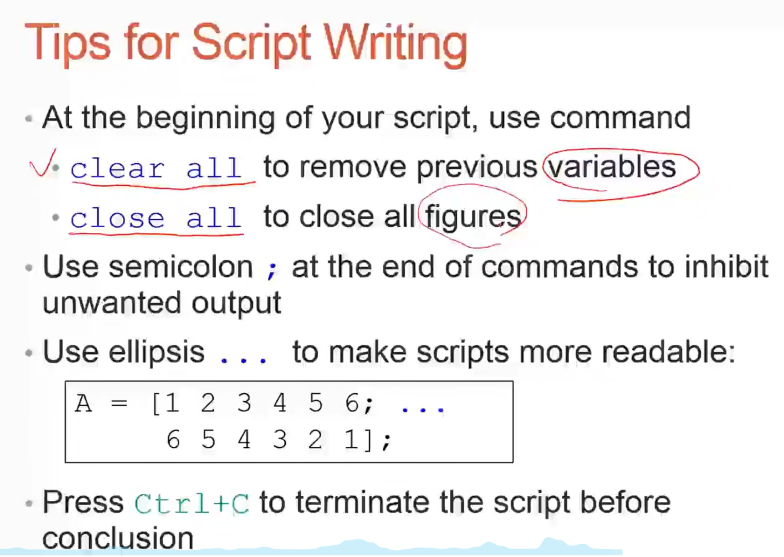 Tips for Script Writing
• At the beginning of your script, use command
• clear all to remove previous variables
• close all to close all figures
• Use semicolon ; at the end of commands to inhibit
unwanted output
• Use ellipsis ... to make scripts more readable:
A = [1 2 3 4 5 6; ...
6 5 4 3 2 1];
• Press Ctrl+C to terminate the script before
conclusion